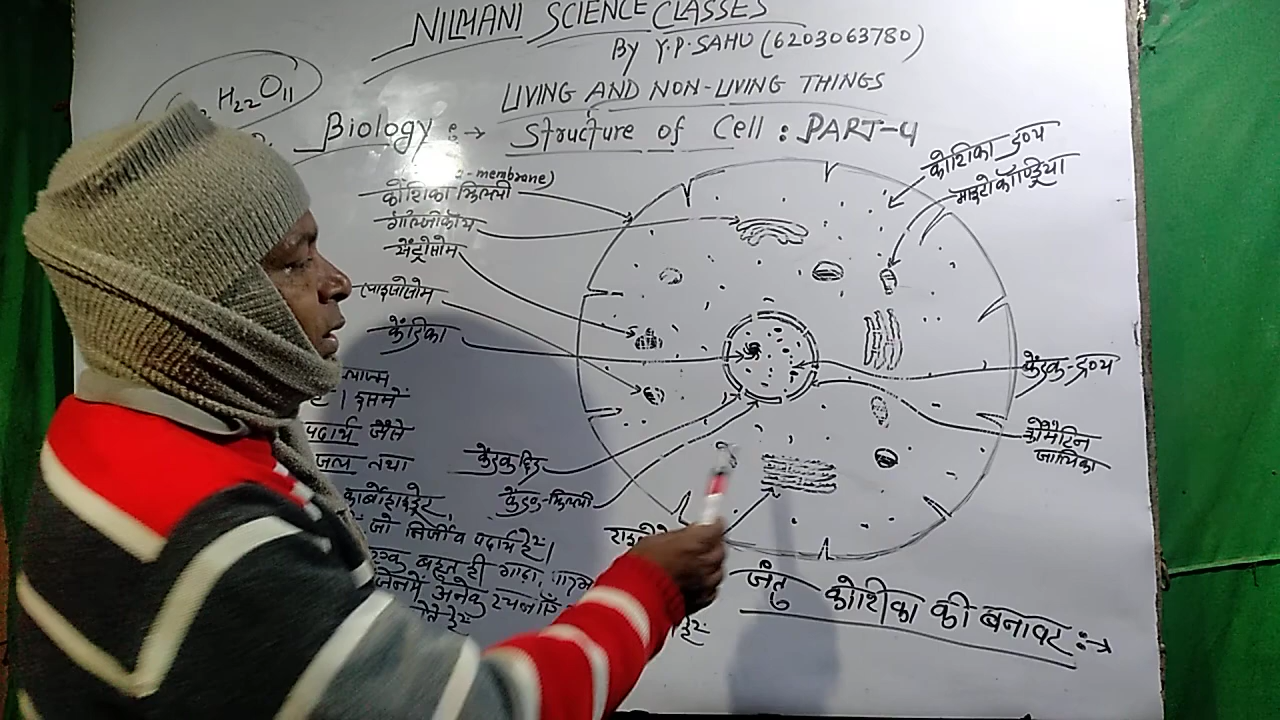 NILMANI SCIENCE CLASSES
BY Y.P.SAHU (6203063780)
LIVING AND NON-LIVING THINGS
H22O11
Biology :→ Structure of Cell : PART-4
membrane)
कोशिका झिल्ली
गॉल्जीकाय
सेंट्रोसोम
लाइसोसोम
केंद्रिका
कोशिका द्रव्य
माइटोकॉण्ड्रिया
केंद्रक-द्रव्य
क्रोमैटिन
जालिका
केंद्रक छिद्र
केंद्रक-झिल्ली
इसमें
पदार्थ जैसे
जल तथा
कार्बोहाइड्रेट,
जो निर्जीव पदार्थ है।
बहुत ही गाढ़ा,
जिनमें अनेक रचनाएँ
जंतु कोशिका की बनावट :→